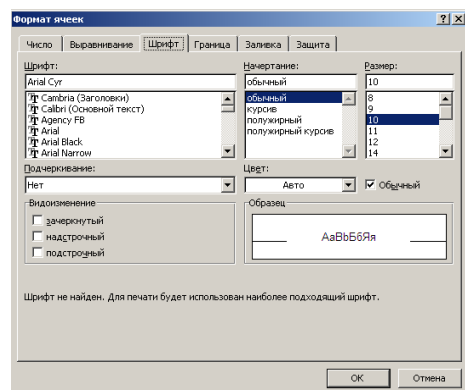 Формат ячеек
Число Выравнивание Шрифт Граница Заливка Защита
Шрифт: Начертание: Размер:
Arial Cyr обычный 10
Cambria (Заголовки) обычный 8
Calibri (Основной текст) курсив 9
Agency FB полужирный 10
Arial полужирный курсив 11
Arial Black 12
Arial Narrow 14
Подчеркивание: Цвет:
Нет Авто Обычный
Видоизменение Образец
зачеркнутый
надстрочный АаBbБбЯя
подстрочный
Шрифт не найден. Для печати будет использован наиболее подходящий шрифт.
OK Отмена